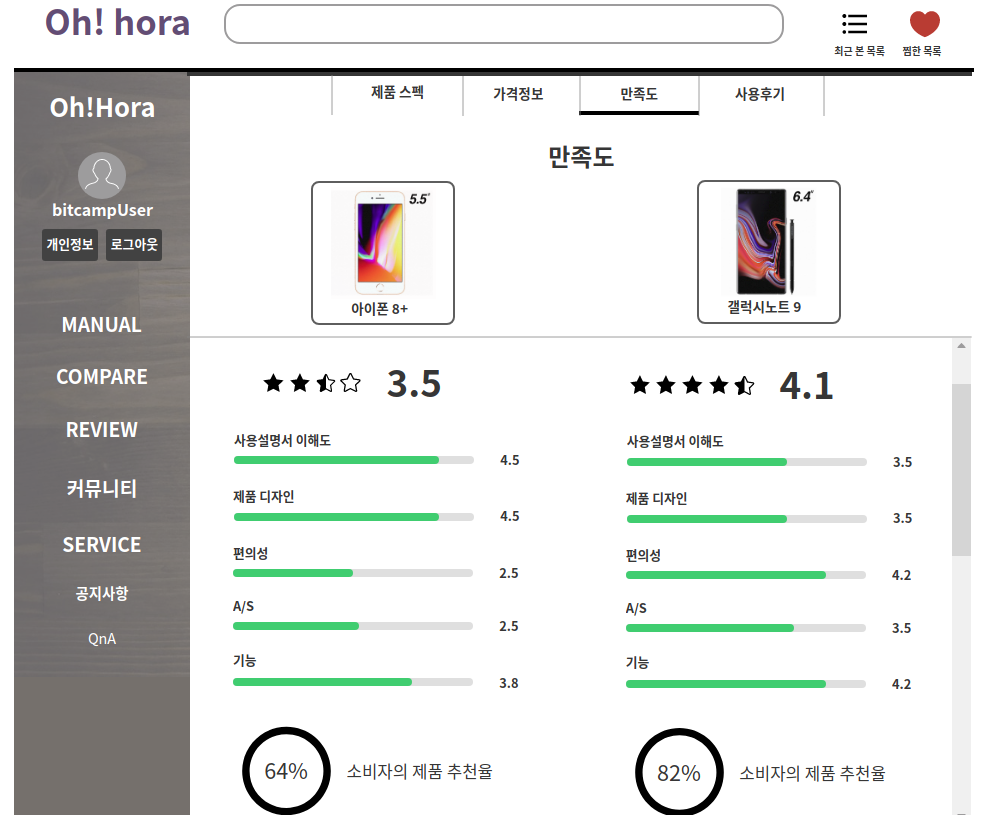 Oh! hora
최근 본 목록
찜한 목록
Oh!Hora
bitcampUser
개인정보
로그아웃
MANUAL
COMPARE
REVIEW
커뮤니티
SERVICE
공지사항
QnA
제품 스펙
가격정보
만족도
사용후기
만족도
5.5″
아이폰 8+
6.4″
갤럭시노트 9
3.5
사용설명서 이해도
4.5
제품 디자인
4.5
편의성
2.5
A/S
2.5
기능
3.8
64%
소비자의 제품 추천율
4.1
사용설명서 이해도
3.5
제품 디자인
3.5
편의성
4.2
A/S
3.5
기능
4.2
82%
소비자의 제품 추천율